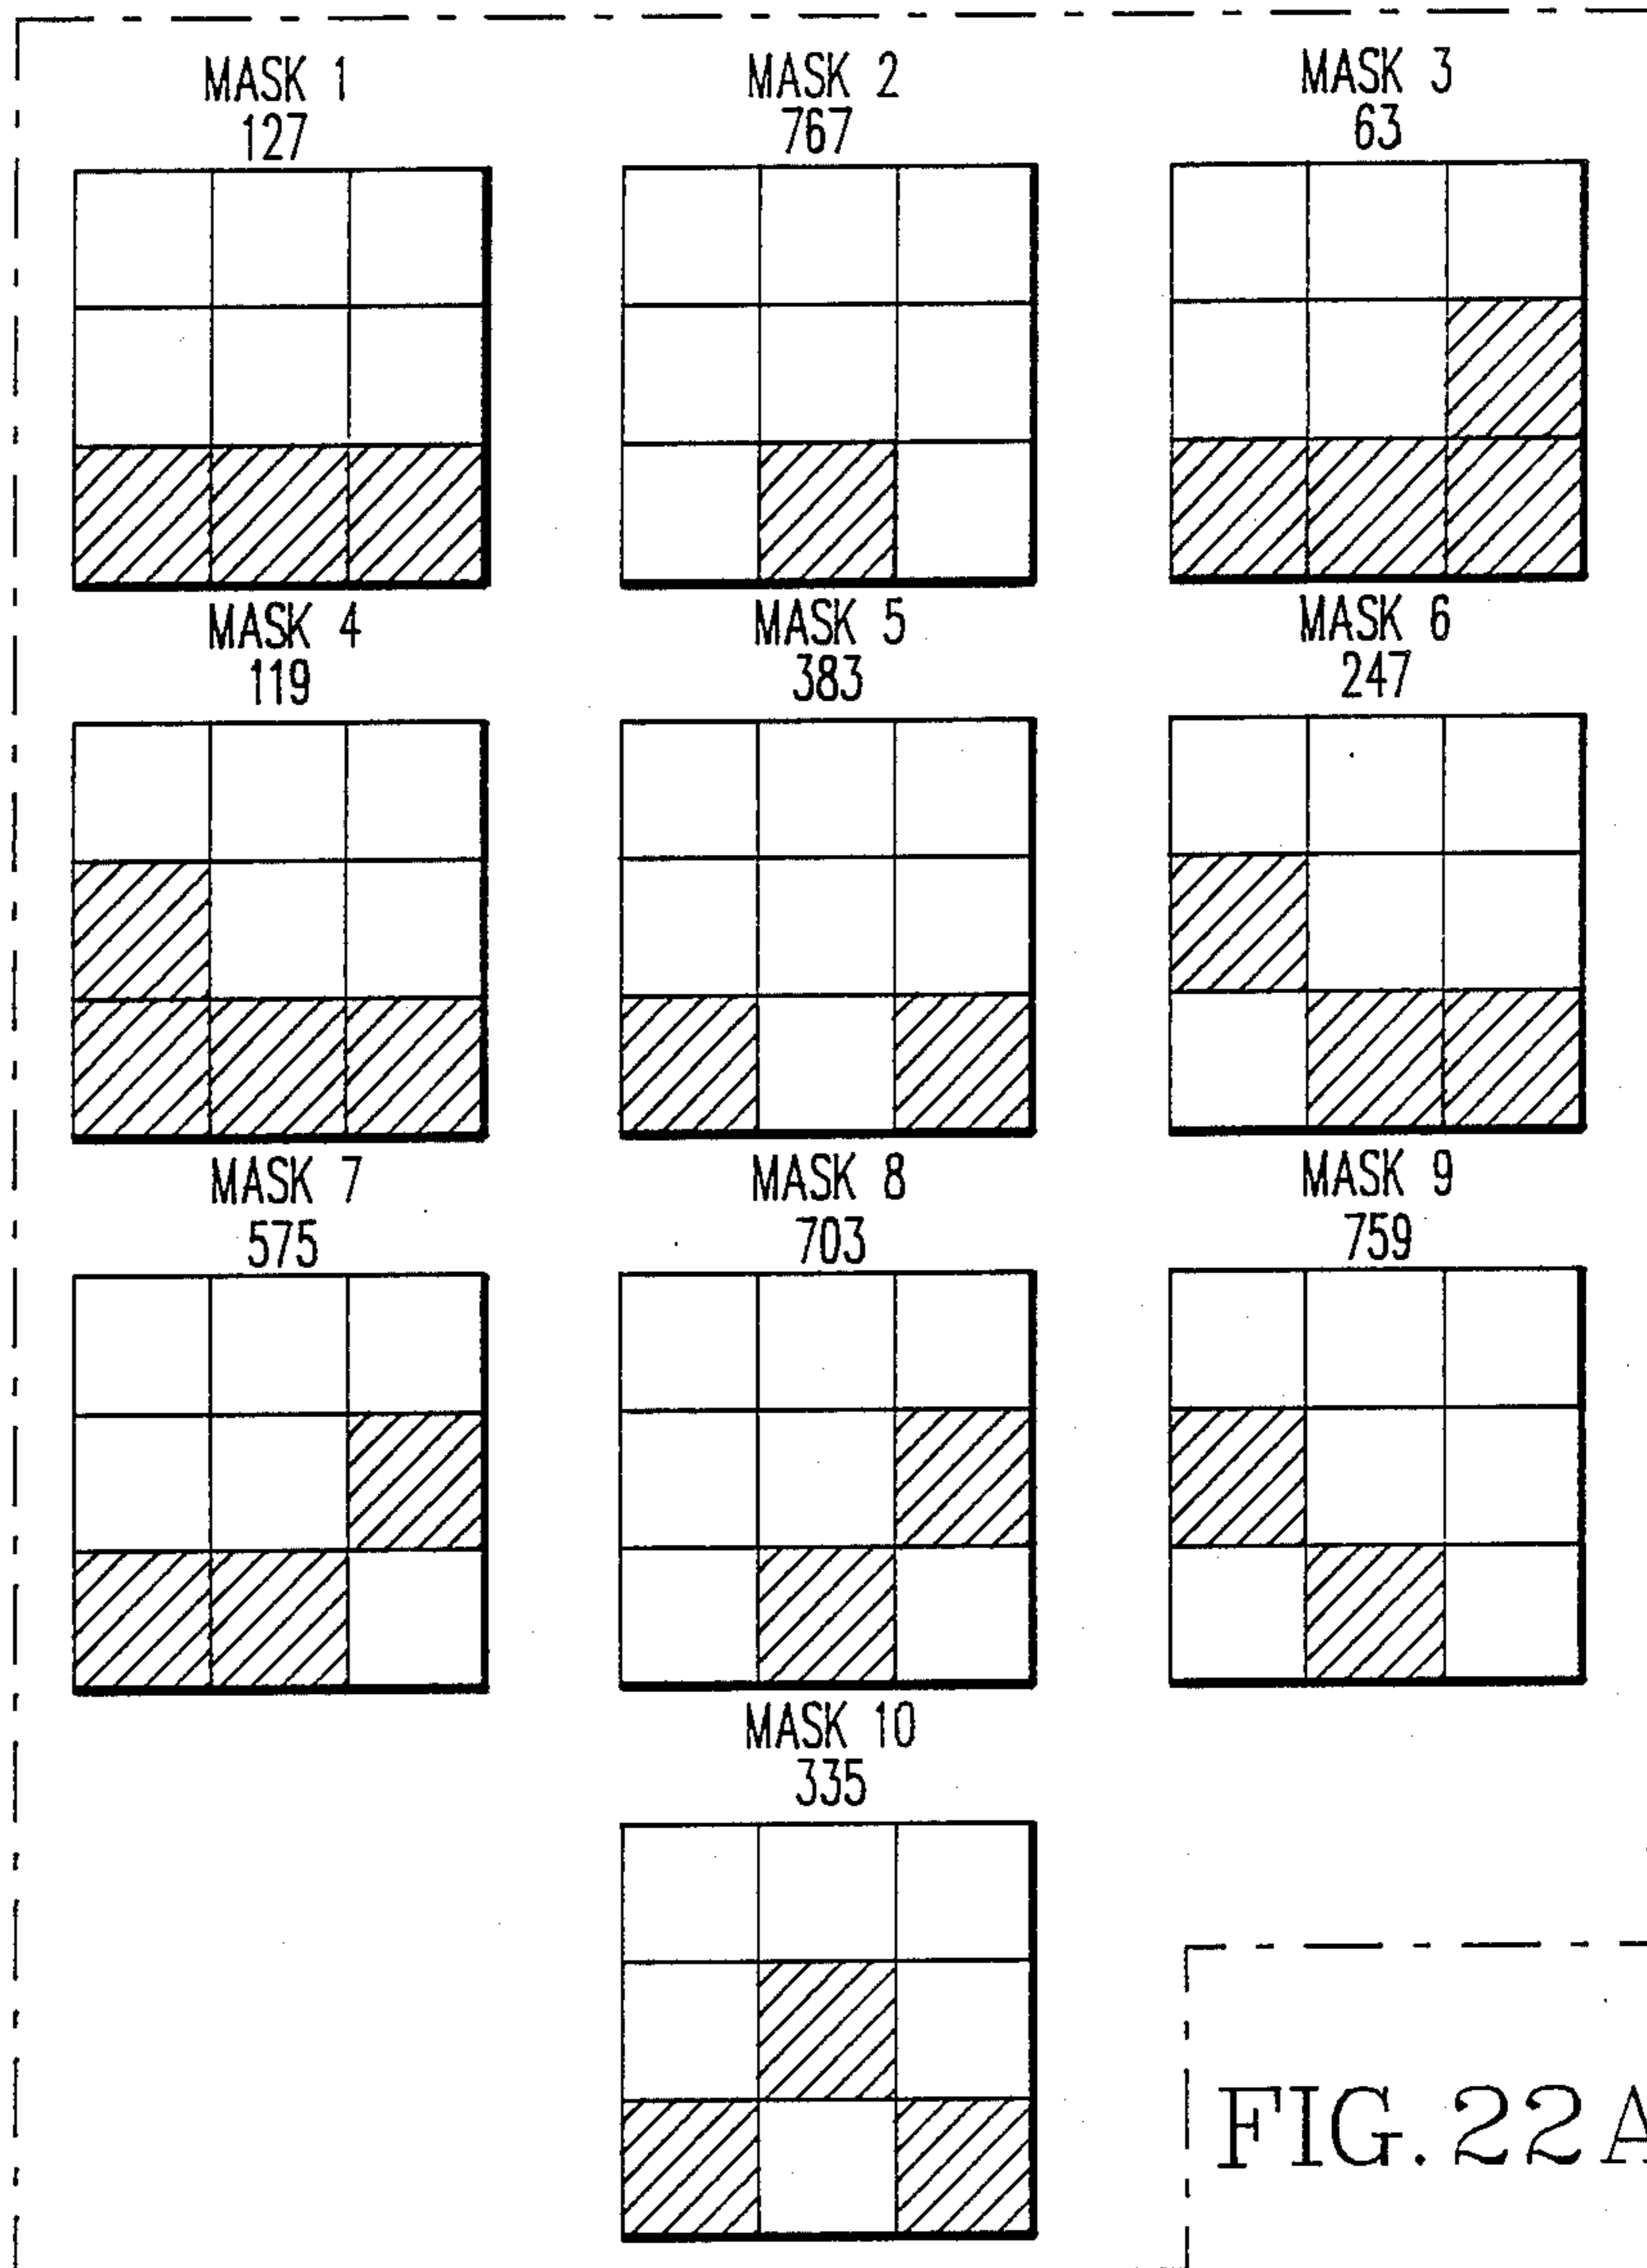 MASK 1
127
MASK 2
767
MASK 3
63
MASK 4
119
MASK 5
383
MASK 6
247
MASK 7
575
MASK 8
703
MASK 9
759
MASK 10
335
FIG. 22A